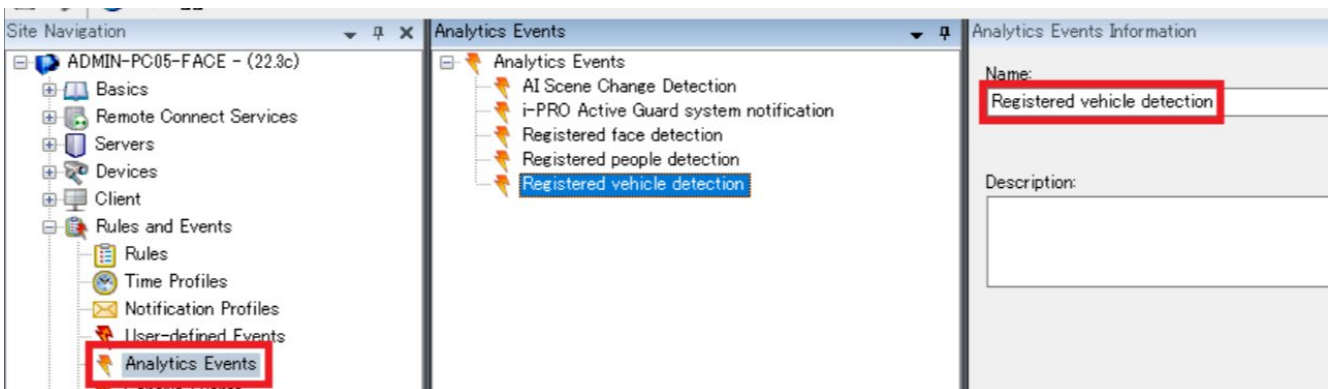 Site Navigation
ADMIN-PC05-FACE - (22.3c)
Basics
Remote Connect Services
Servers
Devices
Client
Rules and Events
Rules
Time Profiles
Notification Profiles
User-defined Events
Analytics Events
Analytics Events
Analytics Events
AI Scene Change Detection
i-PRO Active Guard system notification
Registered face detection
Registered people detection
Registered vehicle detection
Analytics Events Information
Name:
Registered vehicle detection
Description: